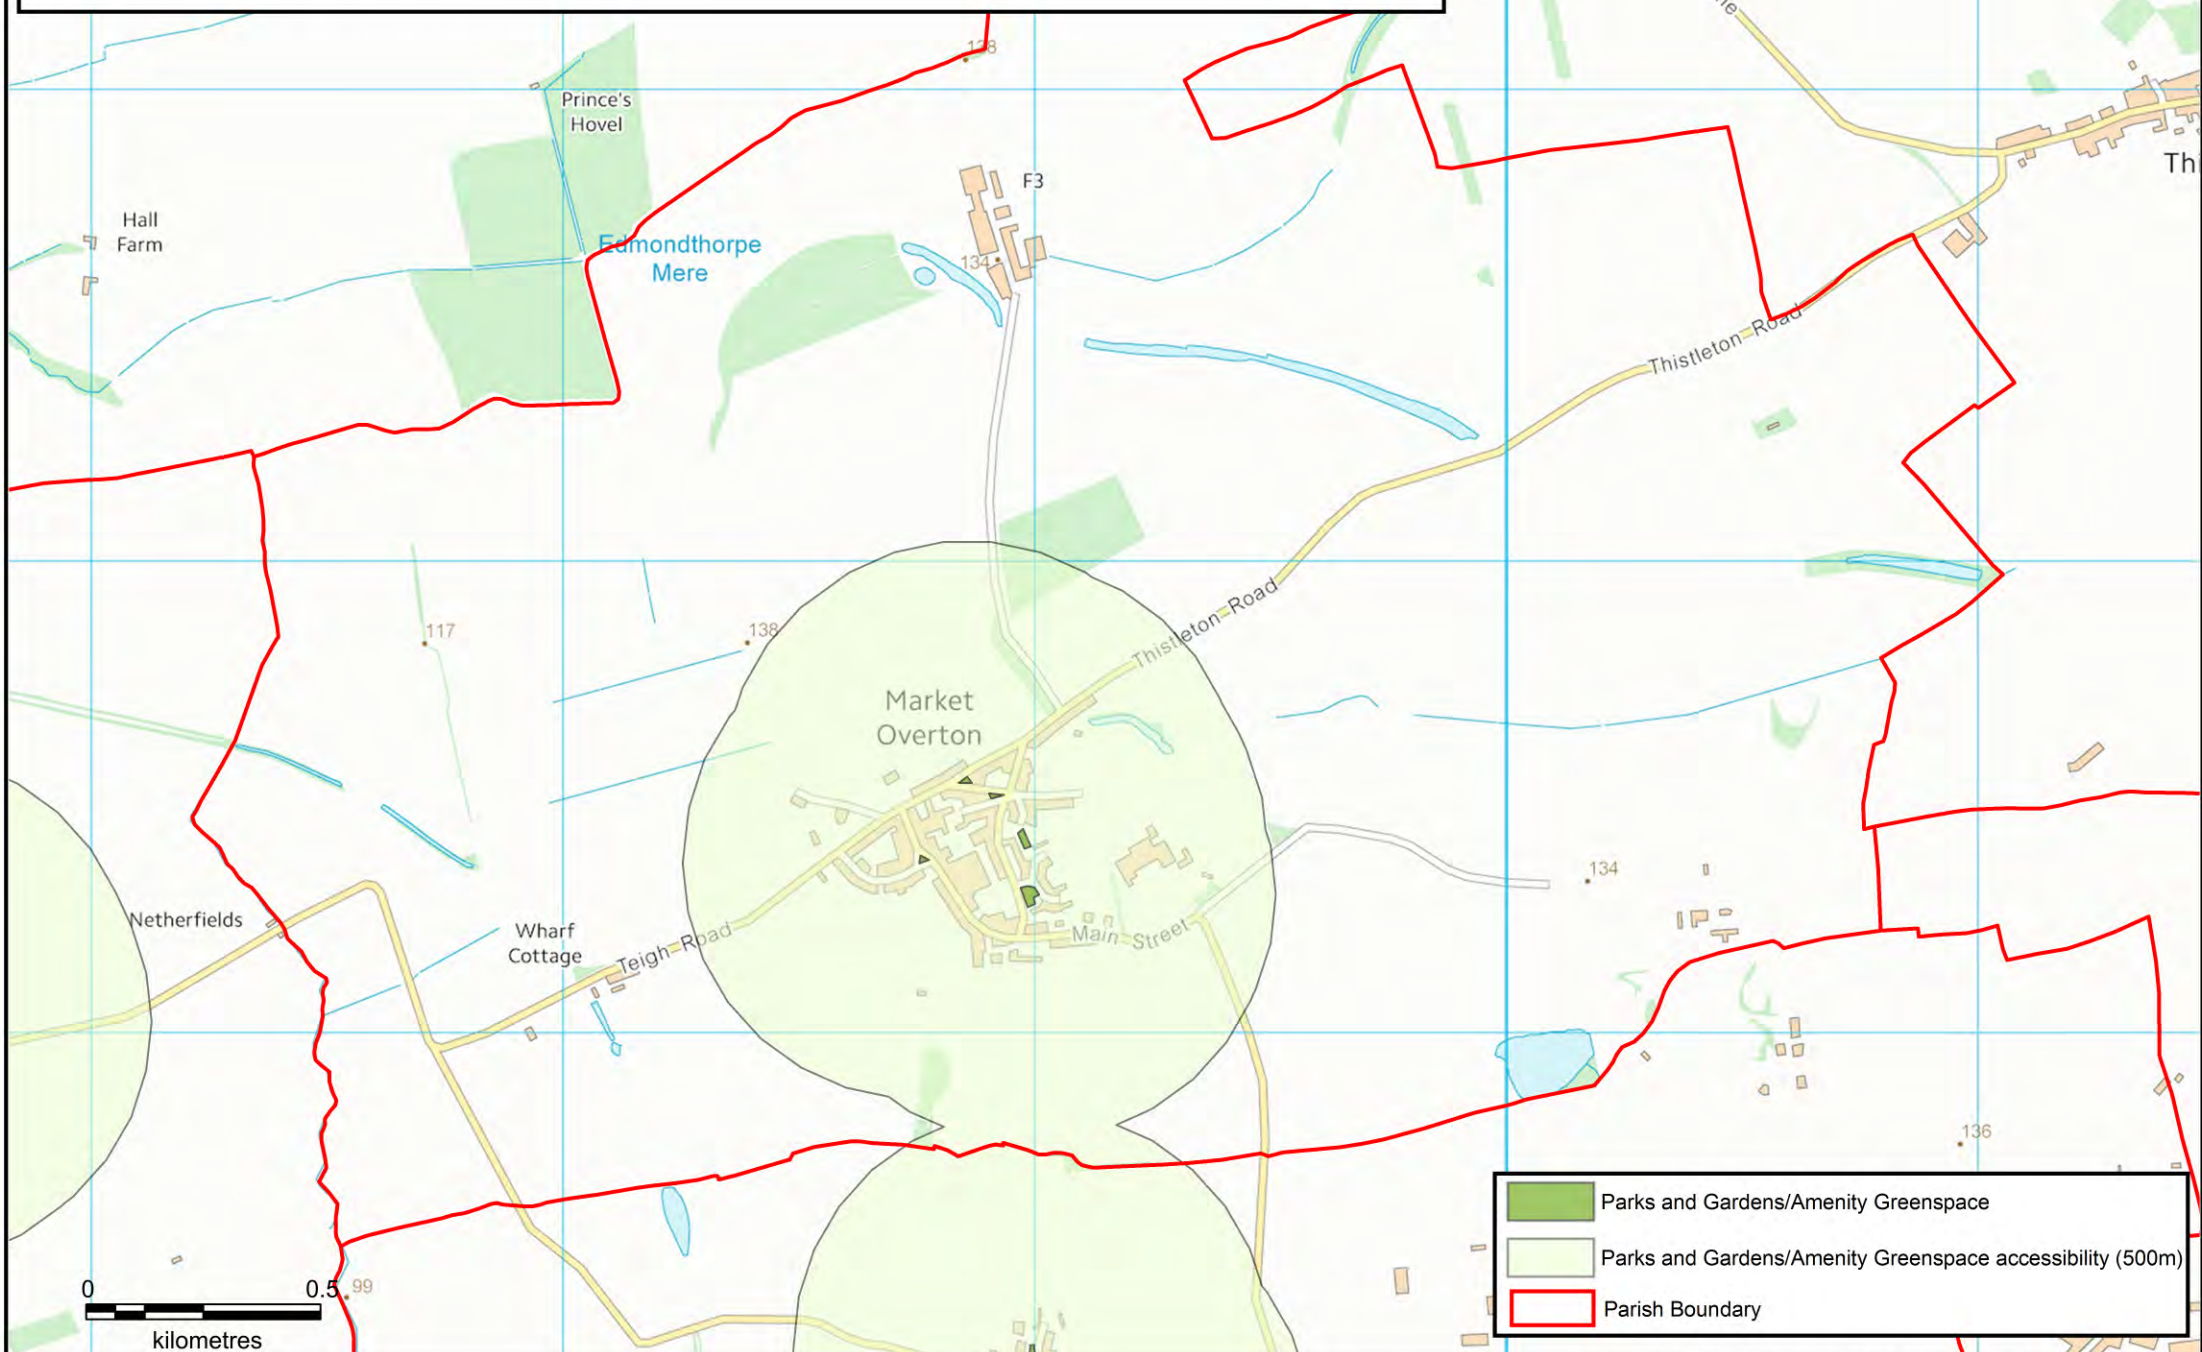 128
Prince's
Hovel
F3
Hall
Farm
Edmondthorpe
Mere
134
Thistleton Road
117
138
Thistleton Road
Market
Overton
134
Netherfields
Wharf
Cottage
Teigh Road
Main Street
136
Parks and Gardens/Amenity Greenspace
Parks and Gardens/Amenity Greenspace accessibility (500m)
Parish Boundary
0
0.5
99
kilometres